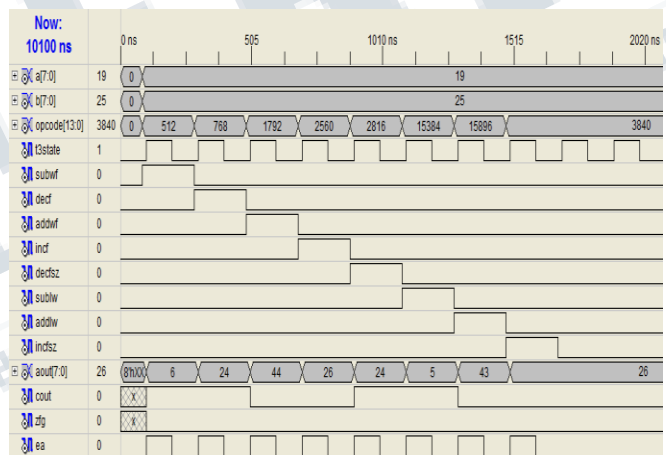 Now:
10100 ns
0 ns 505 1010 ns 1515 2020 ns
a[7:0] 19 0 19
b[7:0] 25 0 25
opcode[13:0] 3840 0 512 768 1792 2560 2816 15384 15896 3840
t3state 1
subwf 0
decf 0
addwf 0
incf 0
decfsz 0
sublw 0
addlw 0
incfsz 0
aout[7:0] 26 8'hXX 6 24 44 26 24 5 43 26
cout 0 X
zfg 0 X
ea 0